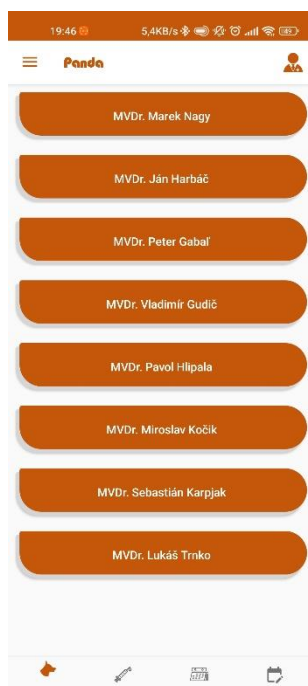 19:46 5,4KB/s 49
Panda
MVDr. Marek Nagy
MVDr. Ján Harbáč
MVDr. Peter Gabaľ
MVDr. Vladimír Gudič
MVDr. Pavol Hlipala
MVDr. Miroslav Kočik
MVDr. Sebastián Karpjak
MVDr. Lukáš Trnko